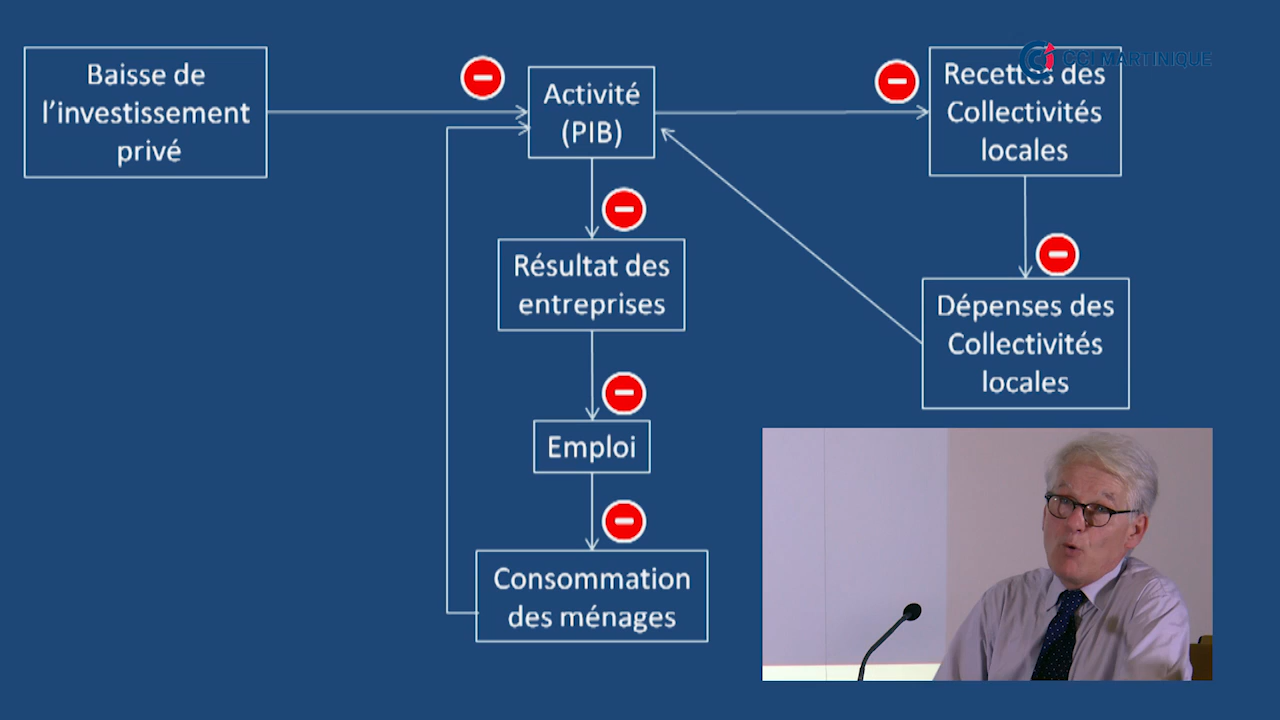 Baisse de
l'investissement
privé
Activité
(PIB)
CCI MARTINIQUE
Recettes des
Collectivités
locales
Résultat des
entreprises
Dépenses des
Collectivités
locales
Emploi
Consommation
des ménages